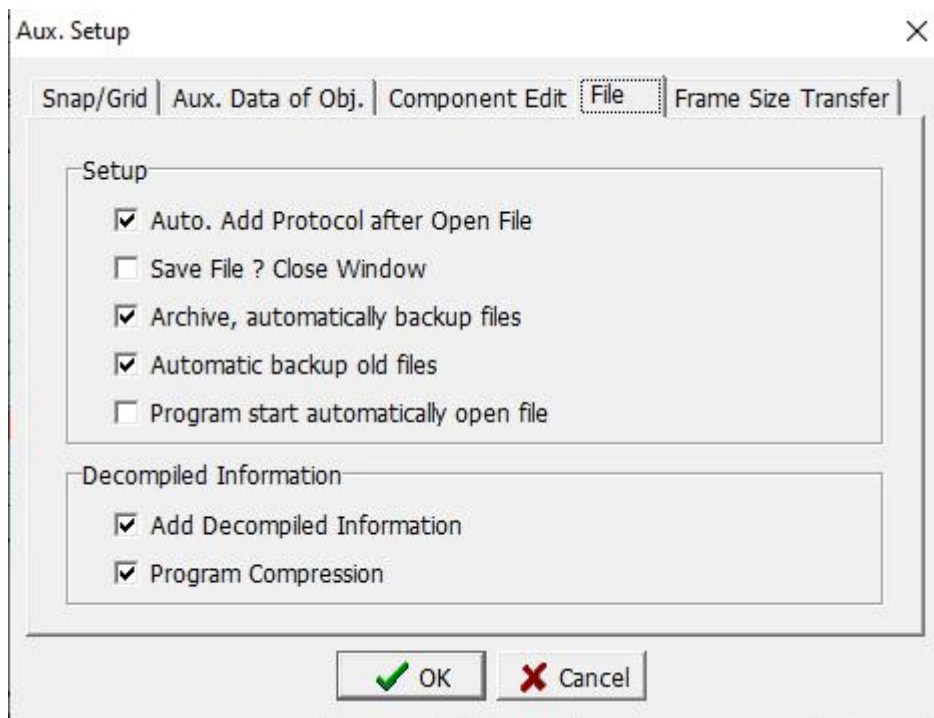 Aux. Setup
Snap/Grid Aux. Data of Obj. Component Edit File Frame Size Transfer
Setup
Auto. Add Protocol after Open File
Save File ? Close Window
Archive, automatically backup files
Automatic backup old files
Program start automatically open file
Decompiled Information
Add Decompiled Information
Program Compression
OK Cancel